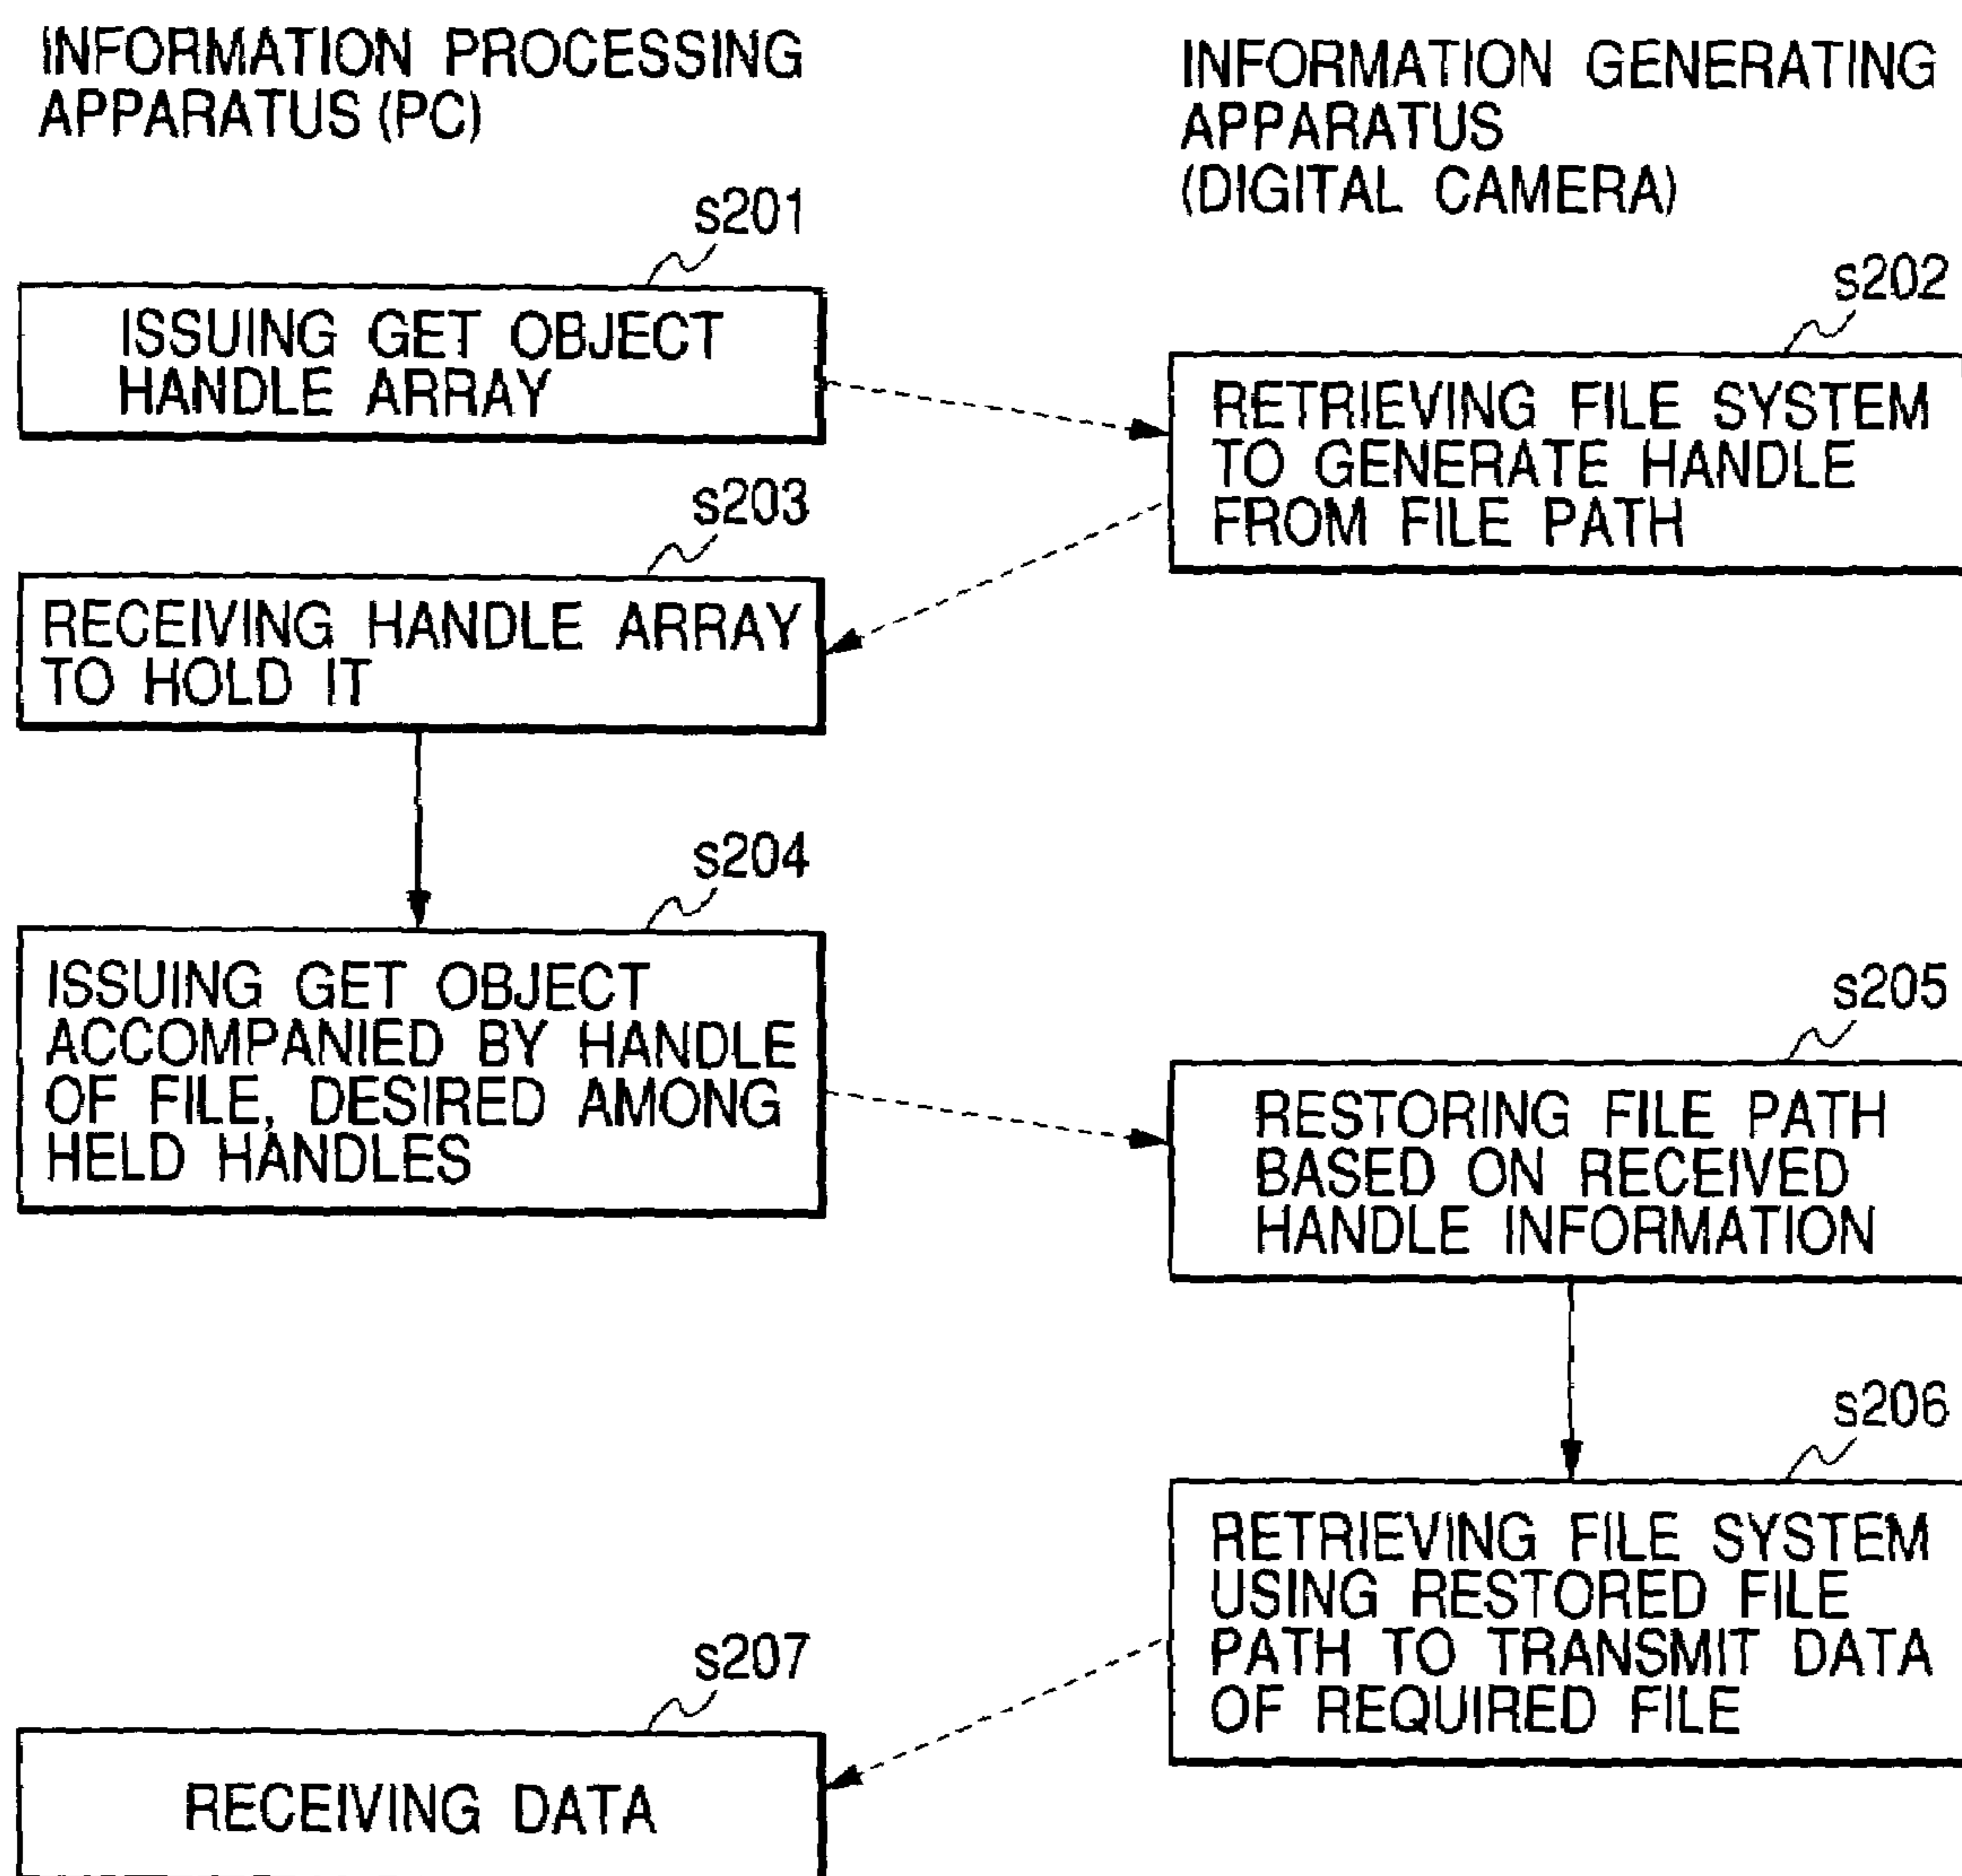 INFORMATION PROCESSING
APPARATUS (PC)
INFORMATION GENERATING
APPARATUS
(DIGITAL CAMERA)
s201
ISSUING GET OBJECT
HANDLE ARRAY
s202
RETRIEVING FILE SYSTEM
TO GENERATE HANDLE
FROM FILE PATH
s203
RECEIVING HANDLE ARRAY
TO HOLD IT
s204
ISSUING GET OBJECT
ACCOMPANIED BY HANDLE
OF FILE, DESIRED AMONG
HELD HANDLES
s205
RESTORING FILE PATH
BASED ON RECEIVED
HANDLE INFORMATION
s206
RETRIEVING FILE SYSTEM
USING RESTORED FILE
PATH TO TRANSMIT DATA
OF REQUIRED FILE
s207
RECEIVING DATA